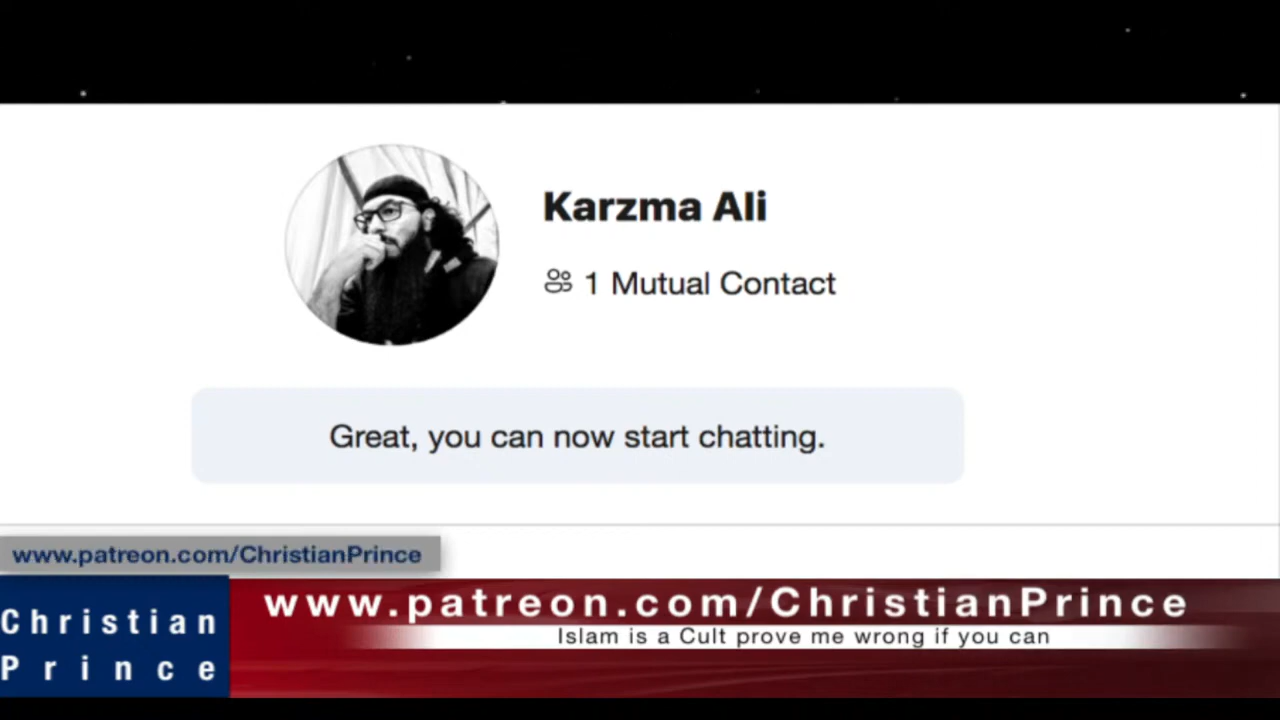 Karzma Ali
1 Mutual Contact
Great, you can now start chatting.
www.patreon.com/ChristianPrince
Christian
Prince
www.patreon.com/ChristianPrince
Islam is a Cult prove me wrong if you can